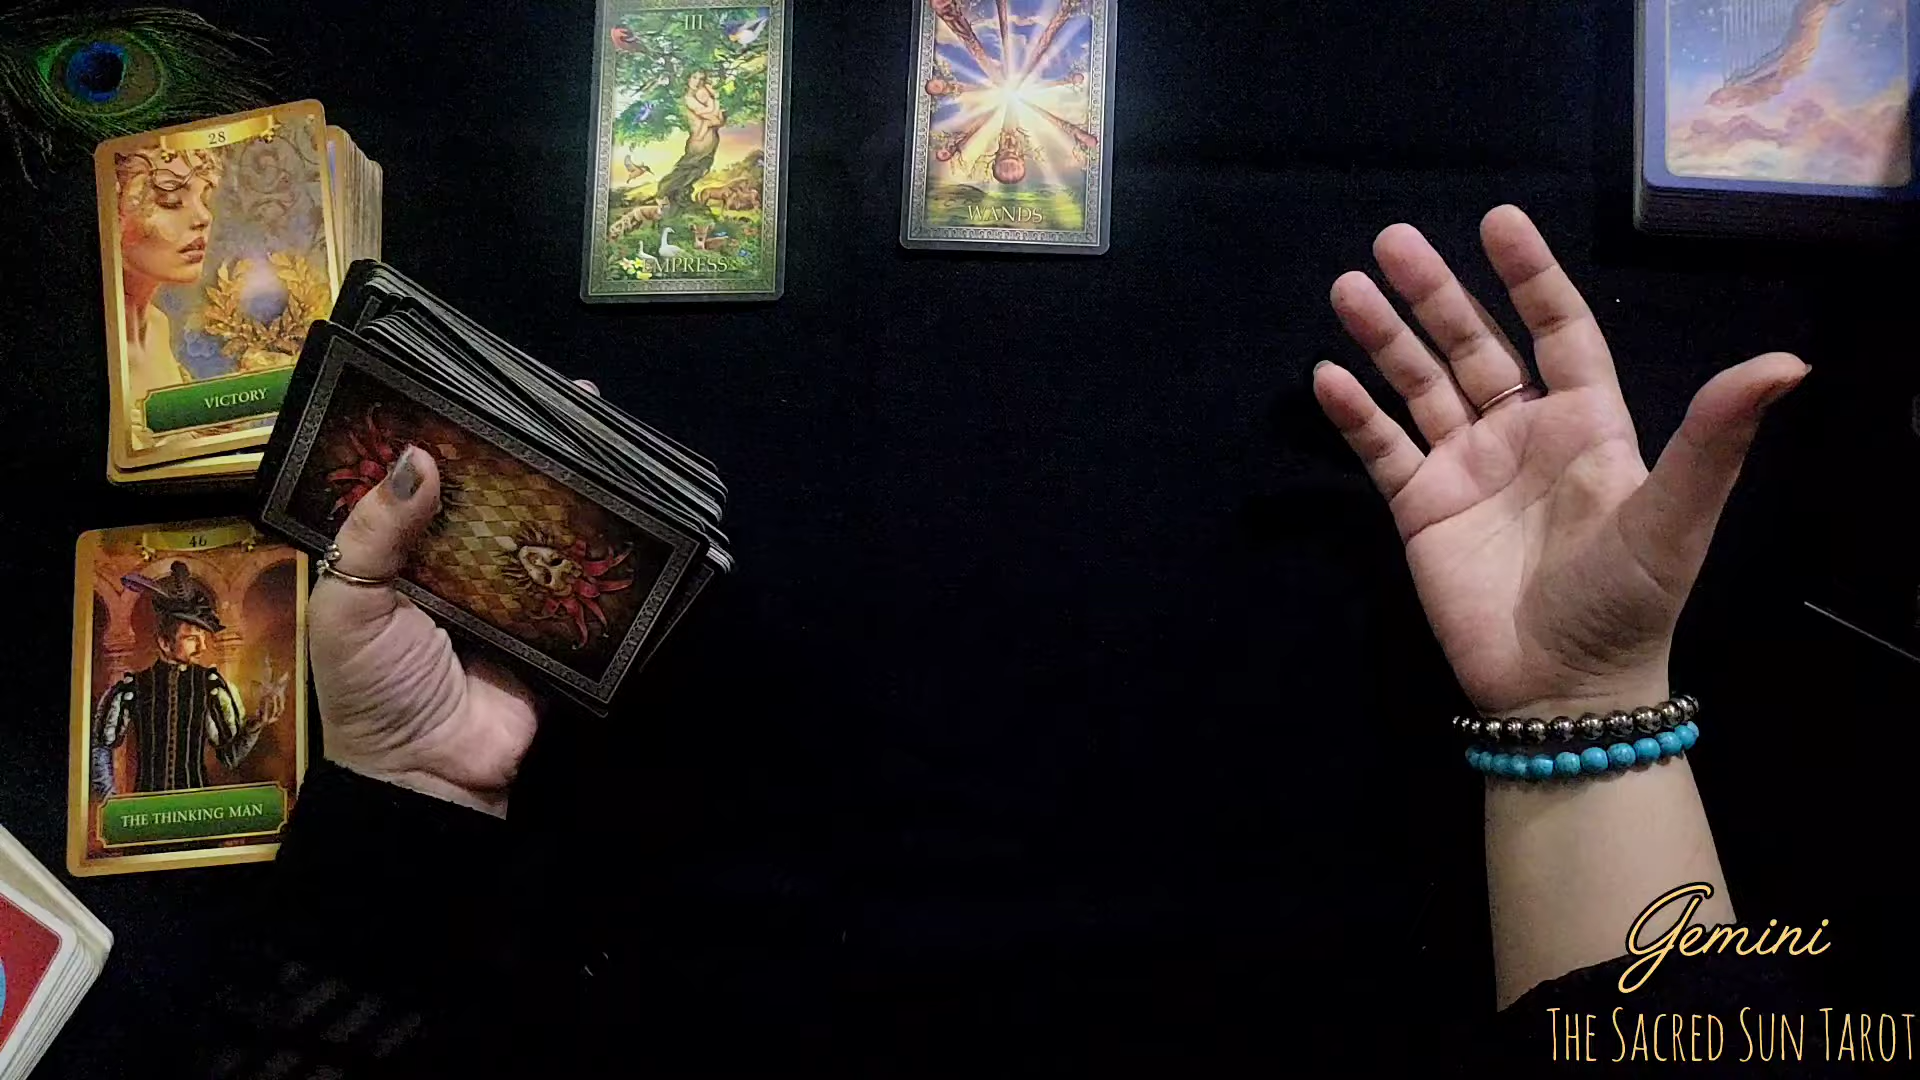 III
EMPRESS
WANDS
28
VICTORY
46
THE THINKING MAN
Gemini
THE SACRED SUN TAROT